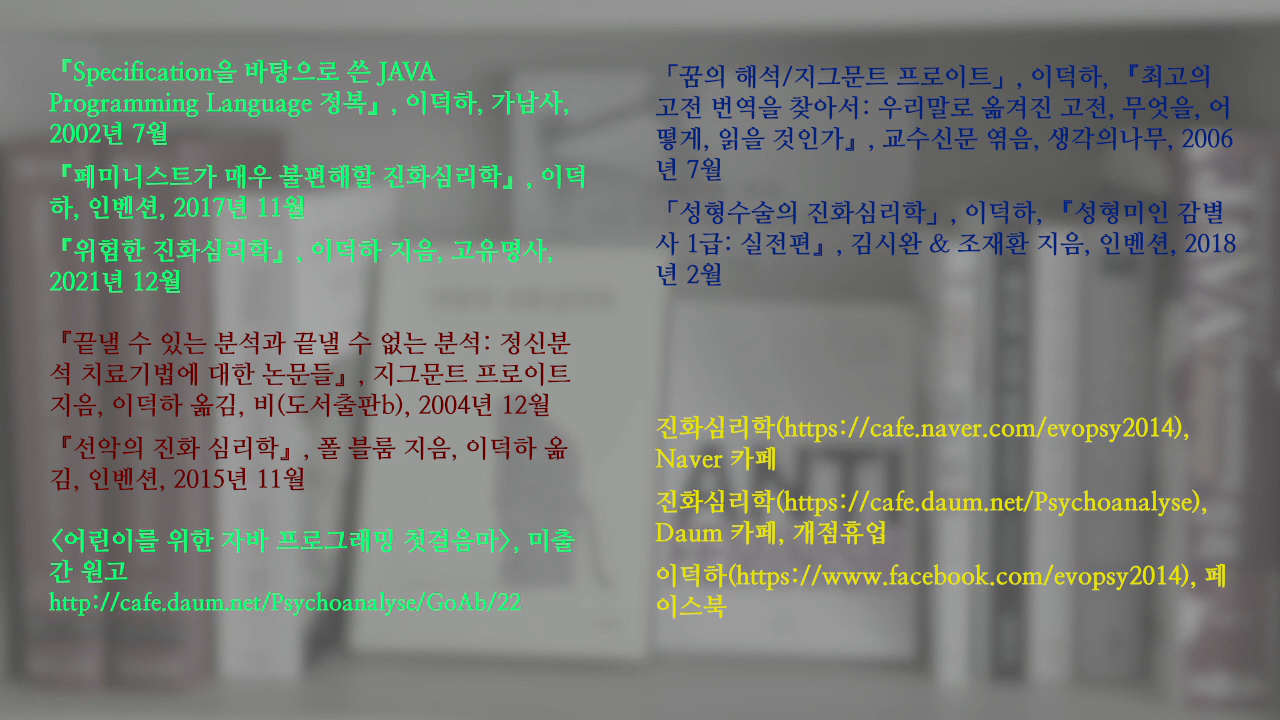 『Specification을 바탕으로 쓴 JAVA
Programming Language 정복』, 이덕하, 가남사,
2002년 7월
『페미니스트가 매우 불편해할 진화심리학』, 이덕
하, 인벤션, 2017년 11월
『위험한 진화심리학』, 이덕하 지음, 고유명사,
2021년 12월
『끝낼 수 있는 분석과 끝낼 수 없는 분석: 정신분
석 치료기법에 대한 논문들』, 지그문트 프로이트
지음, 이덕하 옮김, 비(도서출판b), 2004년 12월
『선악의 진화 심리학』, 폴 블룸 지음, 이덕하 옮
김, 인벤션, 2015년 11월
<어린이를 위한 자바 프로그래밍 첫걸음마>, 미출
간 원고
http://cafe.daum.net/Psychoanalyse/GoAb/22
「꿈의 해석/지그문트 프로이트」, 이덕하, 『최고의
고전 번역을 찾아서: 우리말로 옮겨진 고전, 무엇을, 어
떻게, 읽을 것인가』, 교수신문 엮음, 생각의나무, 2006
년 7월
「성형수술의 진화심리학」, 이덕하, 『성형미인 감별
사 1급: 실전편』, 김시완 & 조재환 지음, 인벤션, 2018
년 2월
진화심리학(https://cafe.naver.com/evopsy2014),
Naver 카페
진화심리학(https://cafe.daum.net/Psychoanalyse),
Daum 카페, 개점휴업
이덕하(https://www.facebook.com/evopsy2014), 페
이스북